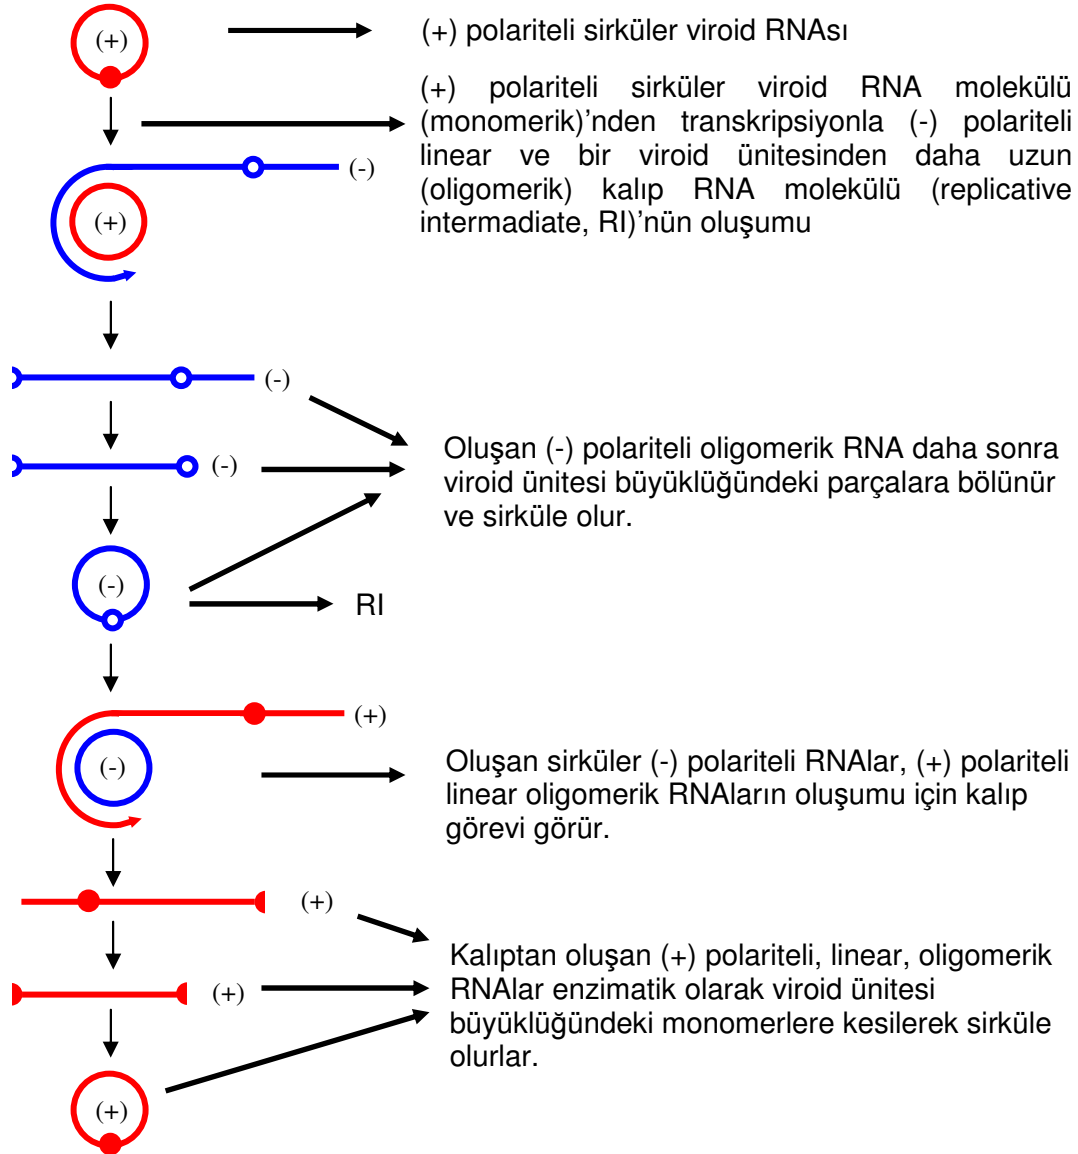 (+)
(+) polariteli sirküler viroid RNAsı
(+) polariteli sirküler viroid RNA molekülü
(monomerik)'nden transkripsiyonla (-) polariteli
linear ve bir viroid ünitesinden daha uzun
(oligomerik) kalıp RNA molekülü (replicative
intermadiate, RI)'nün oluşumu
(-)
(+)
(-)
(-)
Oluşan (-) polariteli oligomerik RNA daha sonra
viroid ünitesi büyüklüğündeki parçalara bölünür
ve sirküle olur.
(-)
RI
(+)
(-)
Oluşan sirküler (-) polariteli RNAlar, (+) polariteli
linear oligomerik RNAların oluşumu için kalıp
görevi görür.
(+)
(+)
Kalıptan oluşan (+) polariteli, linear, oligomerik
RNAlar enzimatik olarak viroid ünitesi
büyüklüğündeki monomerlere kesilerek sirküle
olurlar.
(+)